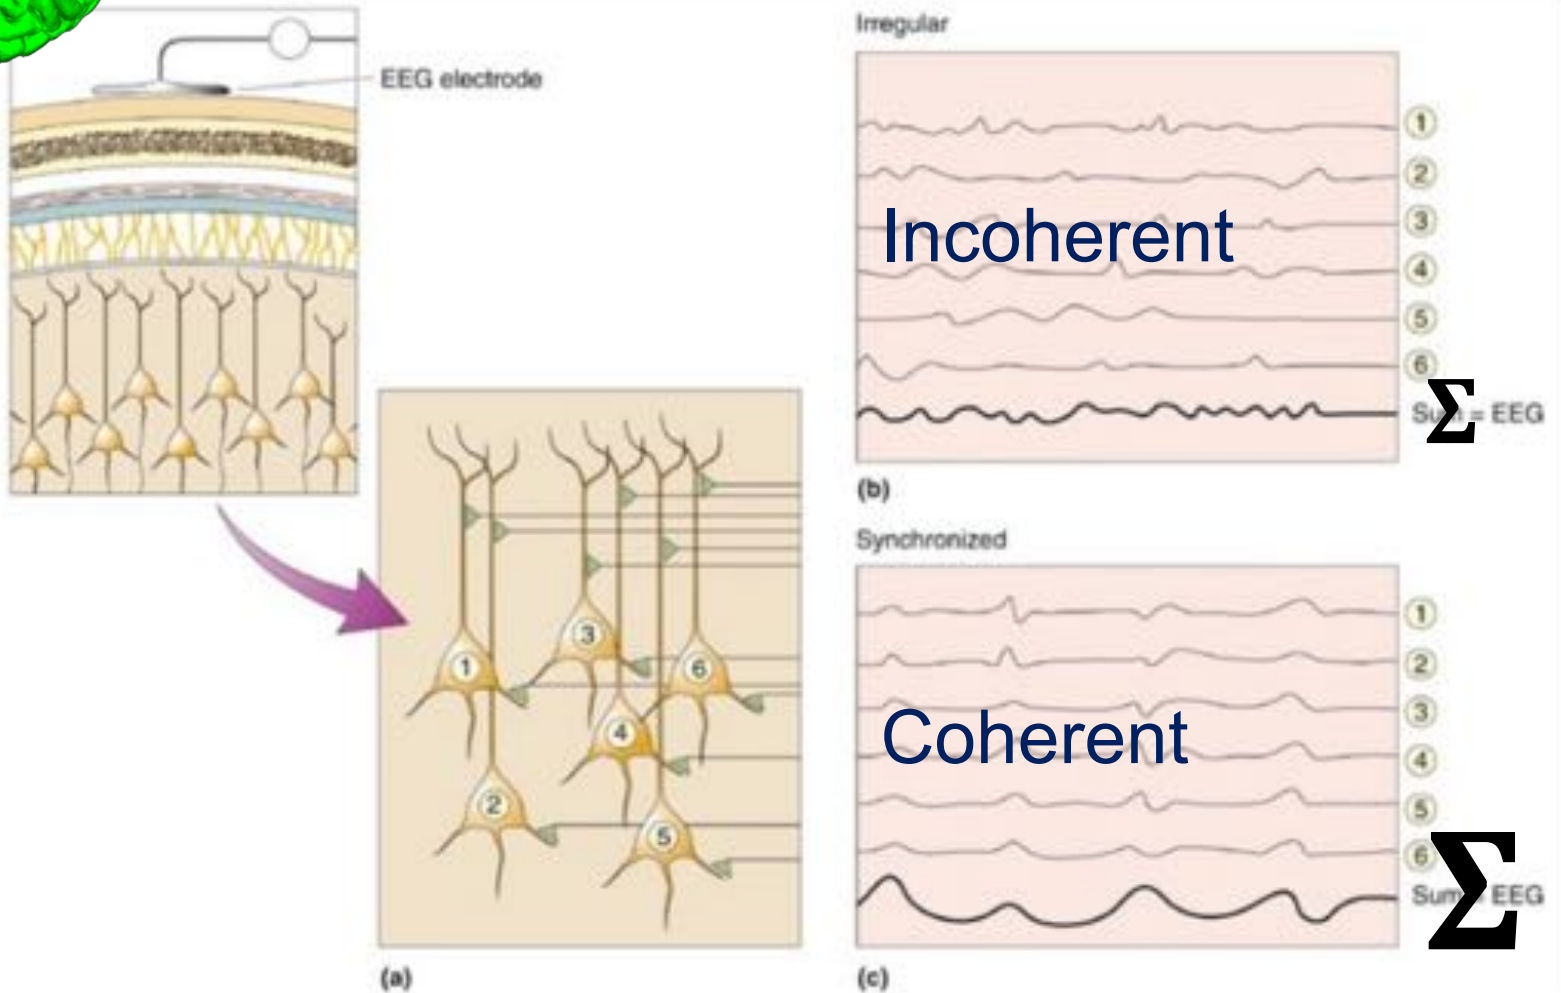 EEG electrode
1
2
3
4
5
6
(a)
Irregular
Incoherent
1
2
3
4
5
6
Σ
= EEG
(b)
Synchronized
Coherent
1
2
3
4
5
6
Σ
Sum EEG
(c)